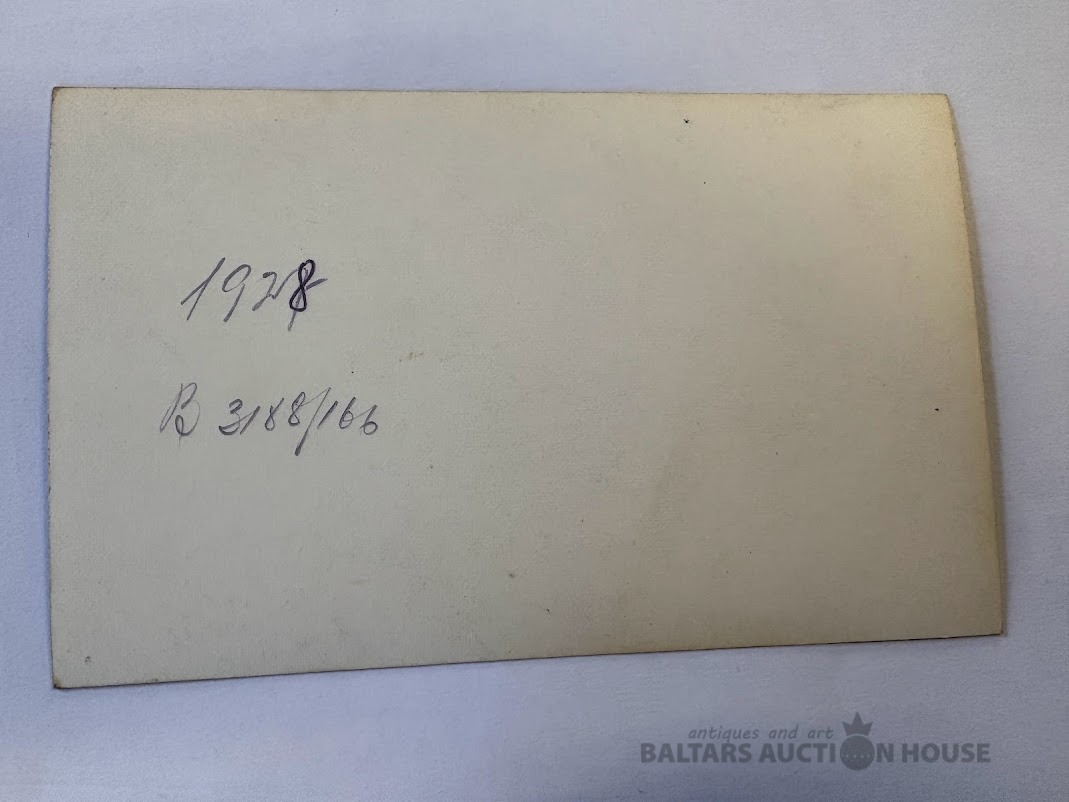 1928
B 3188/166
antiques and art
BALTARS AUCTION HOUSE